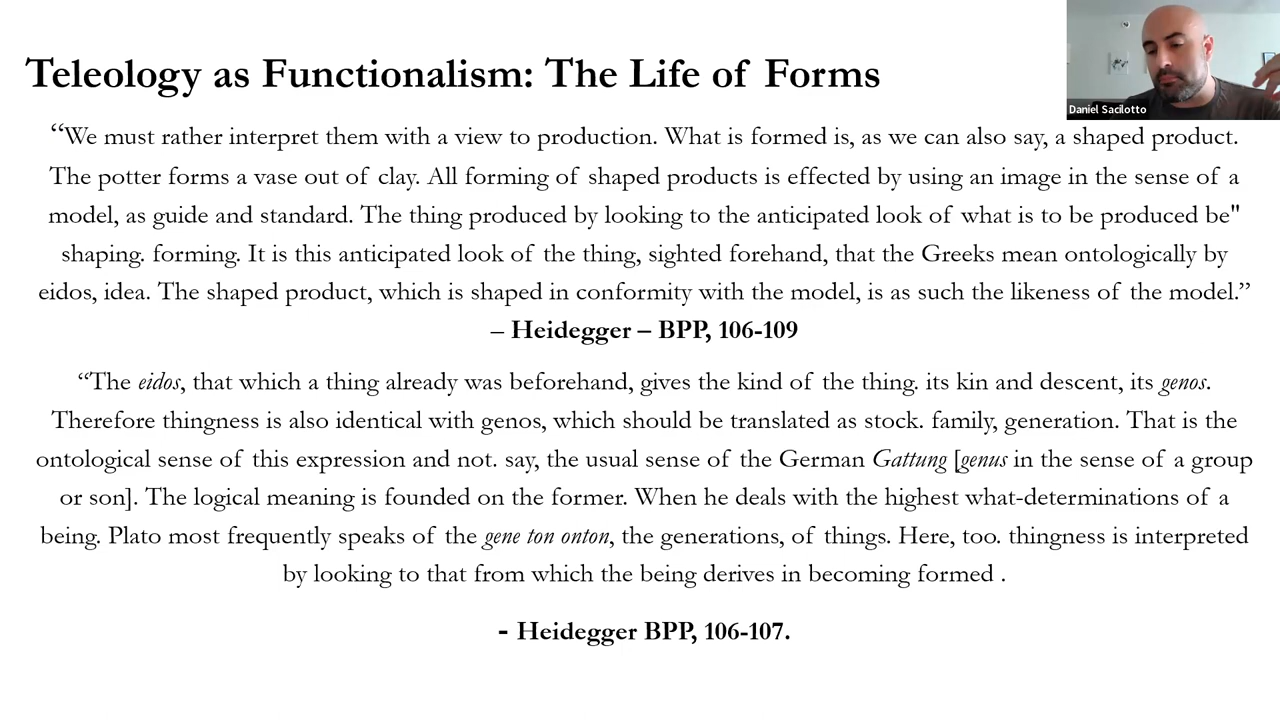 Teleology as Functionalism: The Life of Forms
Daniel Sacilotto
“We must rather interpret them with a view to production. What is formed is, as we can also say, a shaped product.
The potter forms a vase out of clay. All forming of shaped products is effected by using an image in the sense of a
model, as guide and standard. The thing produced by looking to the anticipated look of what is to be produced be"
shaping. forming. It is this anticipated look of the thing, sighted forehand, that the Greeks mean ontologically by
eidos, idea. The shaped product, which is shaped in conformity with the model, is as such the likeness of the model.”
– Heidegger – BPP, 106-109
“The eidos, that which a thing already was beforehand, gives the kind of the thing. its kin and descent, its genos.
Therefore thingness is also identical with genos, which should be translated as stock. family, generation. That is the
ontological sense of this expression and not. say, the usual sense of the German Gattung [genus in the sense of a group
or son]. The logical meaning is founded on the former. When he deals with the highest what-determinations of a
being. Plato most frequently speaks of the gene ton onton, the generations, of things. Here, too. thingness is interpreted
by looking to that from which the being derives in becoming formed .
- Heidegger BPP, 106-107.